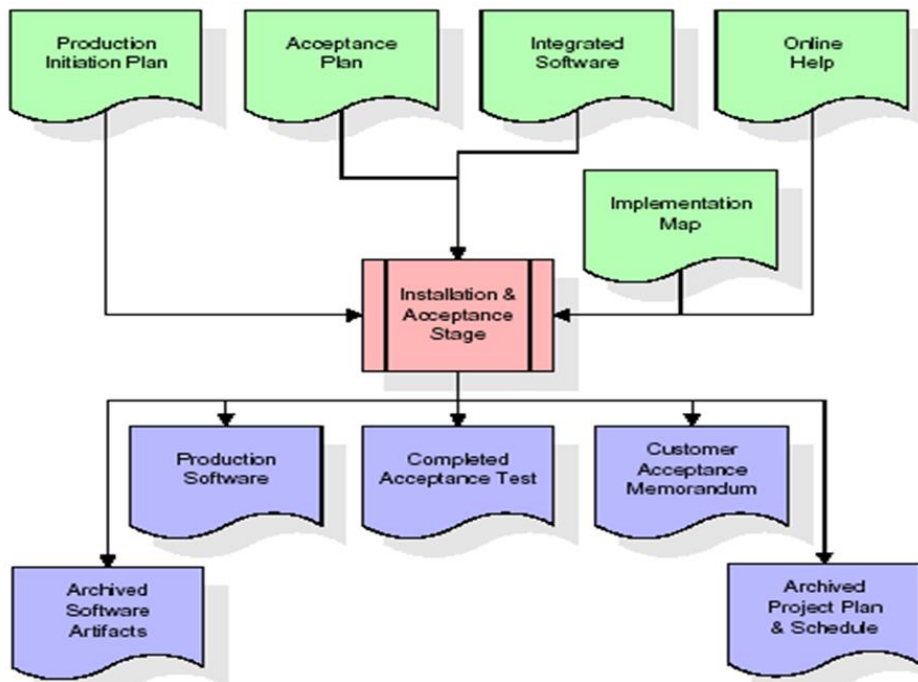 Production
Initiation Plan
Acceptance
Plan
Integrated
Software
Online
Help
Implementation
Map
Installation &
Acceptance
Stage
Production
Software
Completed
Acceptance Test
Customer
Acceptance
Memorandum
Archived
Software
Artifacts
Archived
Project Plan
& Schedule